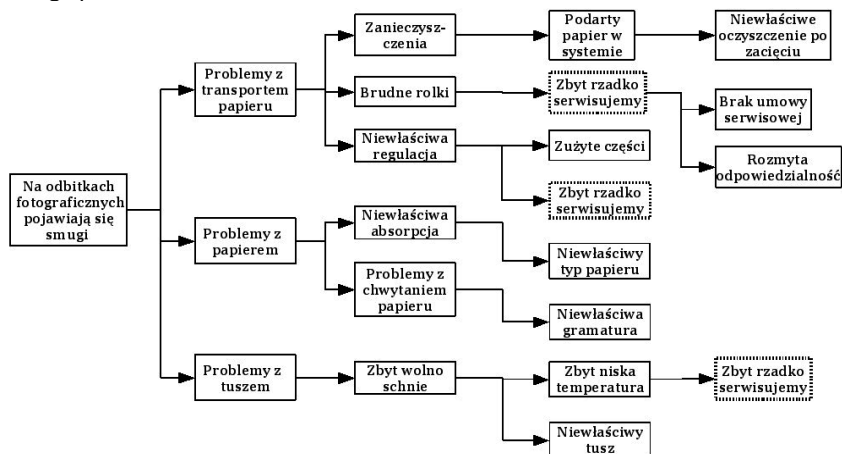 Zanieczysz-
czenia
Podarty
papier w
systemie
Niewłaściwe
oczyszczenie po
zacięciu
Problemy z
transportem
papieru
Brudne rolki
Zbyt rzadko
serwisujemy
Brak umowy
serwisowej
Niewłaściwa
regulacja
Zużyte części
Rozmyta
odpowiedzialność
Zbyt rzadko
serwisujemy
Na odbitkach
fotograficznych
pojawiają się
smugi
Problemy z
papierem
Niewłaściwa
absorpcja
Niewłaściwy
typ papieru
Problemy z
chwytaniem
papieru
Niewłaściwa
gramatura
Problemy z
tuszem
Zbyt wolno
schnie
Zbyt niska
temperatura
Zbyt rzadko
serwisujemy
Niewłaściwy
tusz